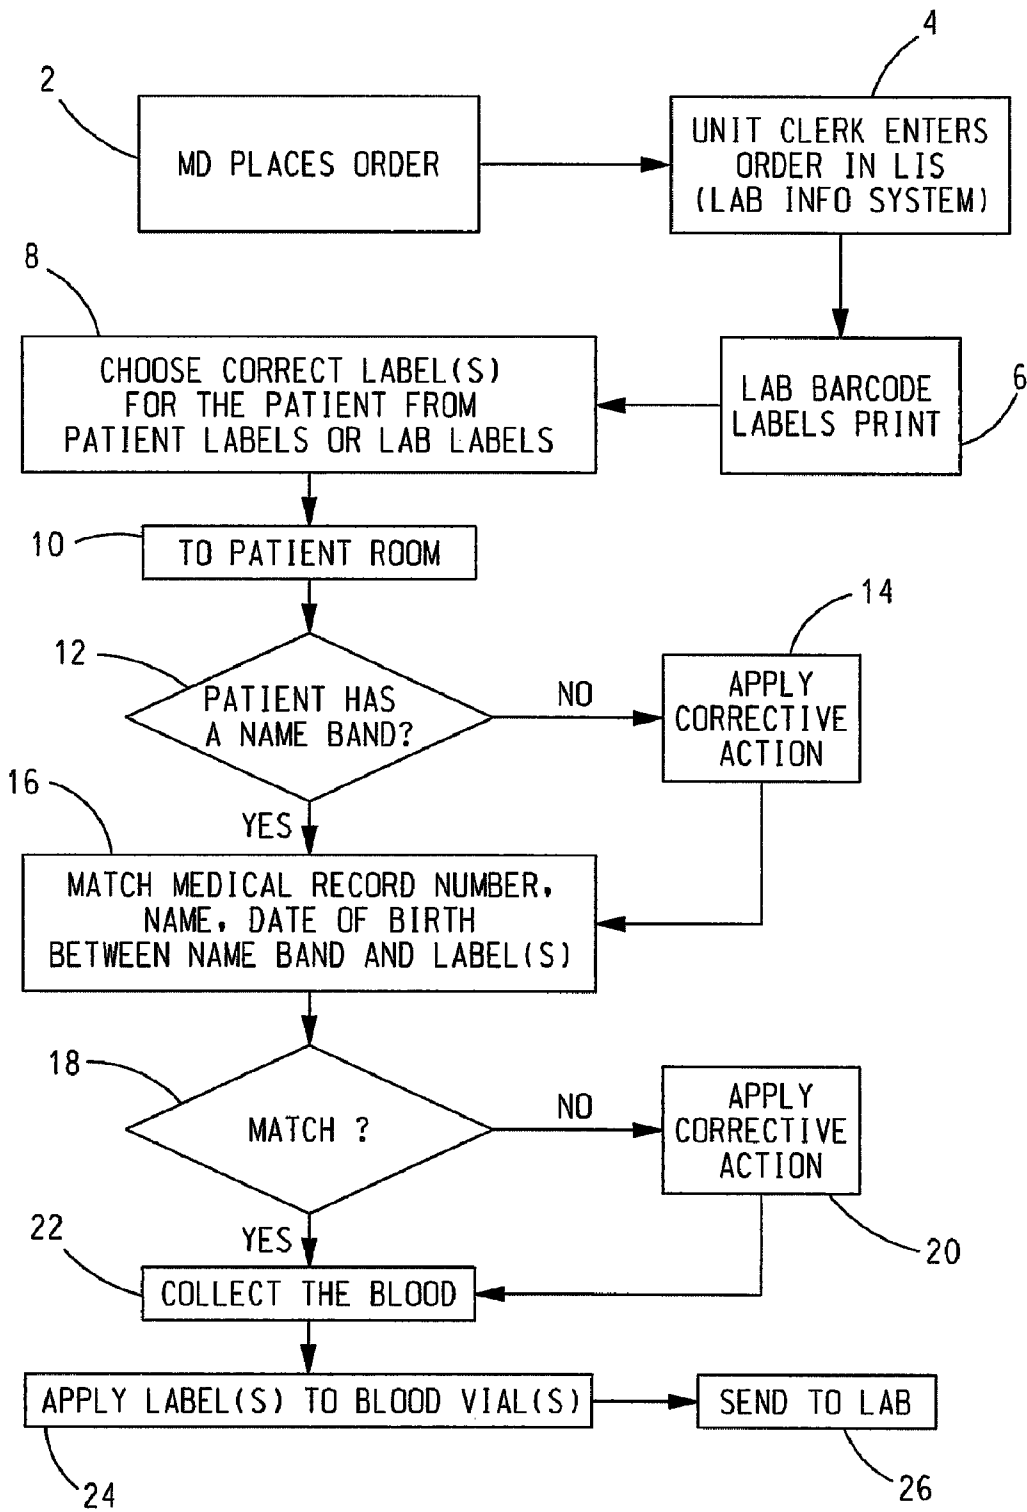 2
MD PLACES ORDER
4
UNIT CLERK ENTERS
ORDER IN LIS
(LAB INFO SYSTEM)
8
CHOOSE CORRECT LABEL(S)
FOR THE PATIENT FROM
PATIENT LABELS OR LAB LABELS
LAB BARCODE
LABELS PRINT
6
10
TO PATIENT ROOM
12
PATIENT HAS
A NAME BAND?
NO
14
APPLY
CORRECTIVE
ACTION
YES
16
MATCH MEDICAL RECORD NUMBER,
NAME, DATE OF BIRTH
BETWEEN NAME BAND AND LABEL(S)
18
MATCH ?
NO
APPLY
CORRECTIVE
ACTION
20
YES
22
COLLECT THE BLOOD
APPLY LABEL(S) TO BLOOD VIAL(S)
24
SEND TO LAB
26